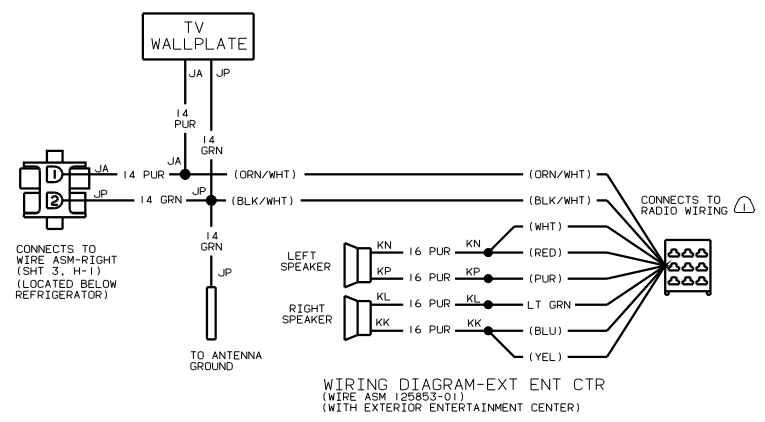 TV
WALLPLATE
JA
JP
14
PUR
14
GRN
JA
1
JA
14 PUR
(ORN/WHT)
(ORN/WHT)
2
JP
14 GRN
JP
(BLK/WHT)
(BLK/WHT)
CONNECTS TO
RADIO WIRING
1
(WHT)
14
GRN
CONNECTS TO
WIRE ASM-RIGHT
(SHT 3, H-1)
(LOCATED BELOW
REFRIGERATOR)
JP
LEFT
SPEAKER
KN
16 PUR
KN
(RED)
KP
16 PUR
KP
(PUR)
RIGHT
SPEAKER
KL
16 PUR
KL
LT GRN
KK
16 PUR
KK
(BLU)
(YEL)
TO ANTENNA
GROUND
WIRING DIAGRAM-EXT ENT CTR
(WIRE ASM 125853-01)
(WITH EXTERIOR ENTERTAINMENT CENTER)